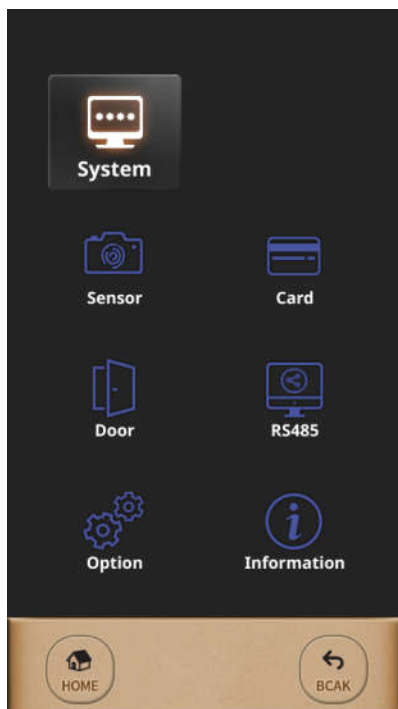 System
Sensor
Card
Door
RS485
Option
Information
HOME
BCAK